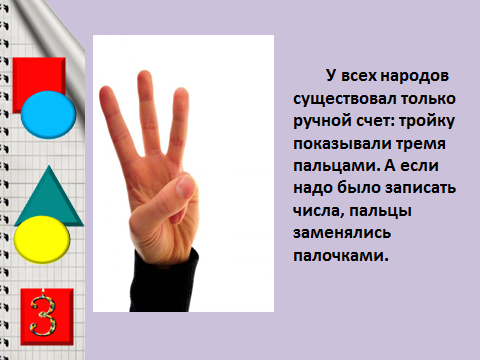 У всех народов
существовал только
ручной счет: тройку
показывали тремя
пальцами. А если
надо было записать
числа, пальцы
заменялись
палочками.
3